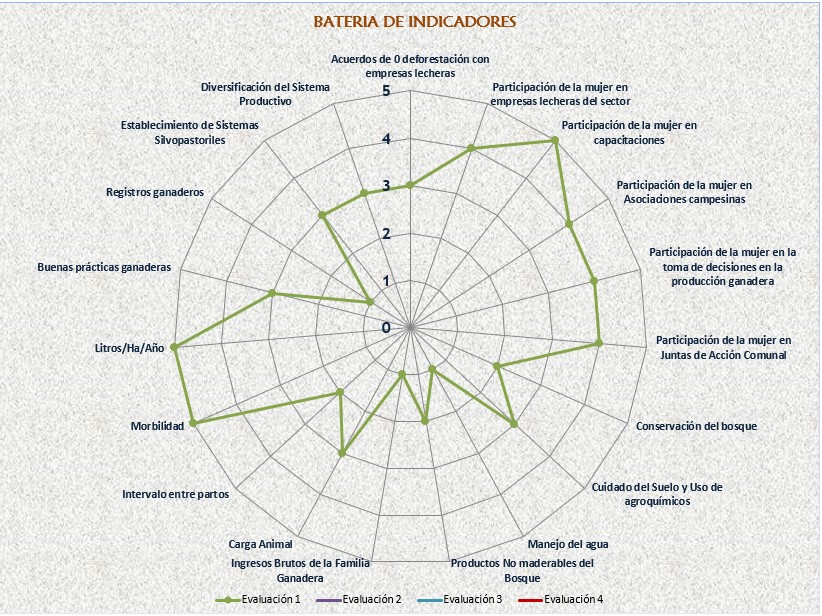 BATERIA DE INDICADORES
Acuerdos de 0 deforestación con
empresas lecheras
Participación de la mujer en
empresas lecheras del sector
Participación de la mujer en
capacitaciones
Participación de la mujer en
Asociaciones campesinas
Participación de la mujer en la
toma de decisiones en la
producción ganadera
Participación de la mujer en
Juntas de Acción Comunal
Conservación del bosque
Cuidado del Suelo y Uso de
agroquímicos
Manejo del agua
Productos No maderables del
Bosque
Ingresos Brutos de la Familia
Ganadera
Carga Animal
Intervalo entre partos
Morbilidad
Litros/Ha/Año
Buenas prácticas ganaderas
Registros ganaderos
Establecimiento de Sistemas
Silvopastoriles
Diversificación del Sistema
Productivo
5
4
3
2
1
0
Evaluación 1 Evaluación 2 Evaluación 3 Evaluación 4